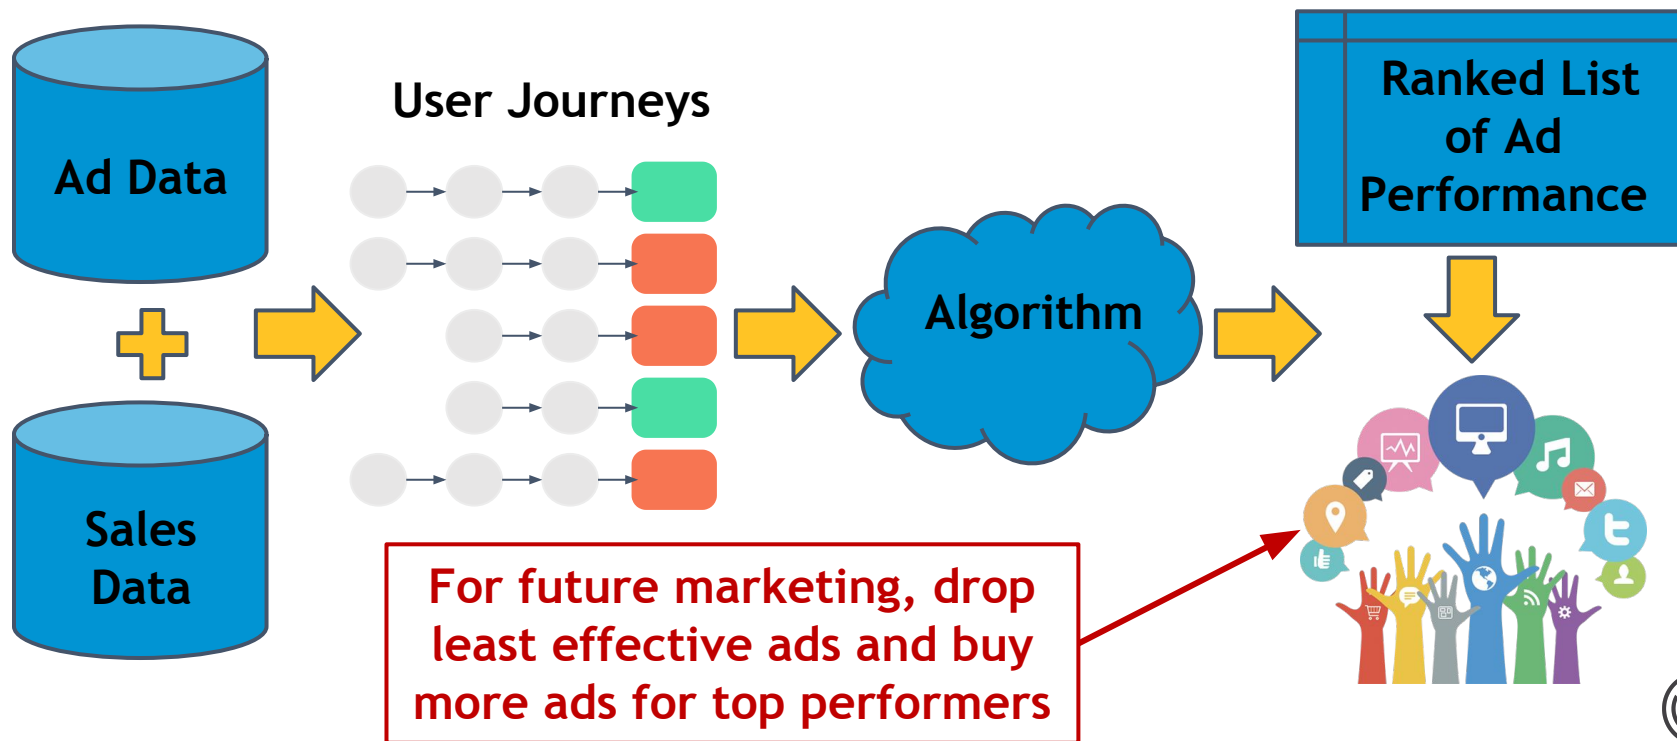 Ad Data
Sales
Data
User Journeys
Algorithm
Ranked List
of Ad
Performance
For future marketing, drop
least effective ads and buy
more ads for top performers